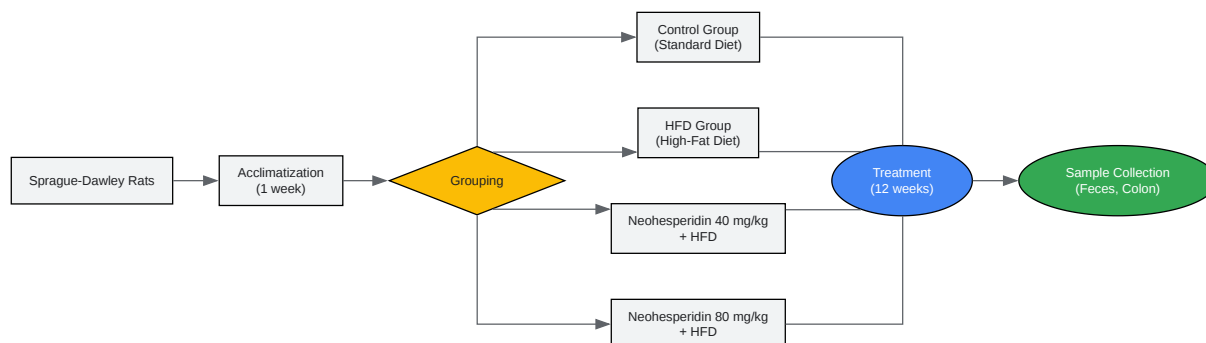 Sprague-Dawley Rats
Acclimatization
(1 week)
Grouping
Control Group
(Standard Diet)
HFD Group
(High-Fat Diet)
Neohesperidin 40 mg/kg
+ HFD
Neohesperidin 80 mg/kg
+ HFD
Treatment
(12 weeks)
Sample Collection
(Feces, Colon)